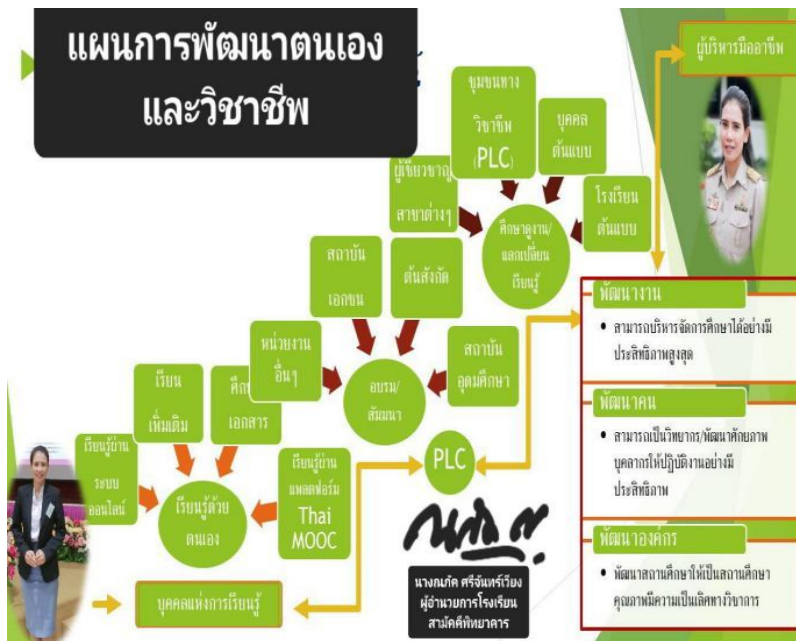 แผนการพัฒนาตนเอง
และวิชาชีพ
ผู้บริหารมืออาชีพ
ชุมชนทาง
วิชาชีพ
(PLC)
บุคคล
ต้นแบบ
ผู้เชี่ยวชาญ
สาขาต่างๆ
โรงเรียน
ต้นแบบ
ศึกษาดูงาน/
แลกเปลี่ยน
เรียนรู้
สถาบัน
เอกชน
ต้นสังกัด
หน่วยงาน
อื่นๆ
สถาบัน
อุดมศึกษา
อบรม/
สัมมนา
เรียน
เพิ่มเติม
เอกสาร
เรียนรู้ผ่าน
ระบบ
ออนไลน์
เรียนรู้ด้วย
ตนเอง
เรียนรู้ผ่าน
แพลตฟอร์ม
Thai
MOOC
PLC
บุคคลแห่งการเรียนรู้
พัฒนางาน
• สามารถบริหารจัดการศึกษาได้อย่างมี
ประสิทธิภาพสูงสุด
พัฒนาคน
• สามารถเป็นวิทยากร/พัฒนาศักยภาพ
บุคลากรให้ปฏิบัติงานอย่างมี
ประสิทธิภาพ
พัฒนาองค์กร
• พัฒนาสถานศึกษาให้เป็นสถานศึกษา
คุณภาพมีความเป็นเลิศทางวิชาการ
นางณภัค ศรีจันทร์เวียง
ผู้อำนวยการโรงเรียน
สามัคคีพิทยาคาร